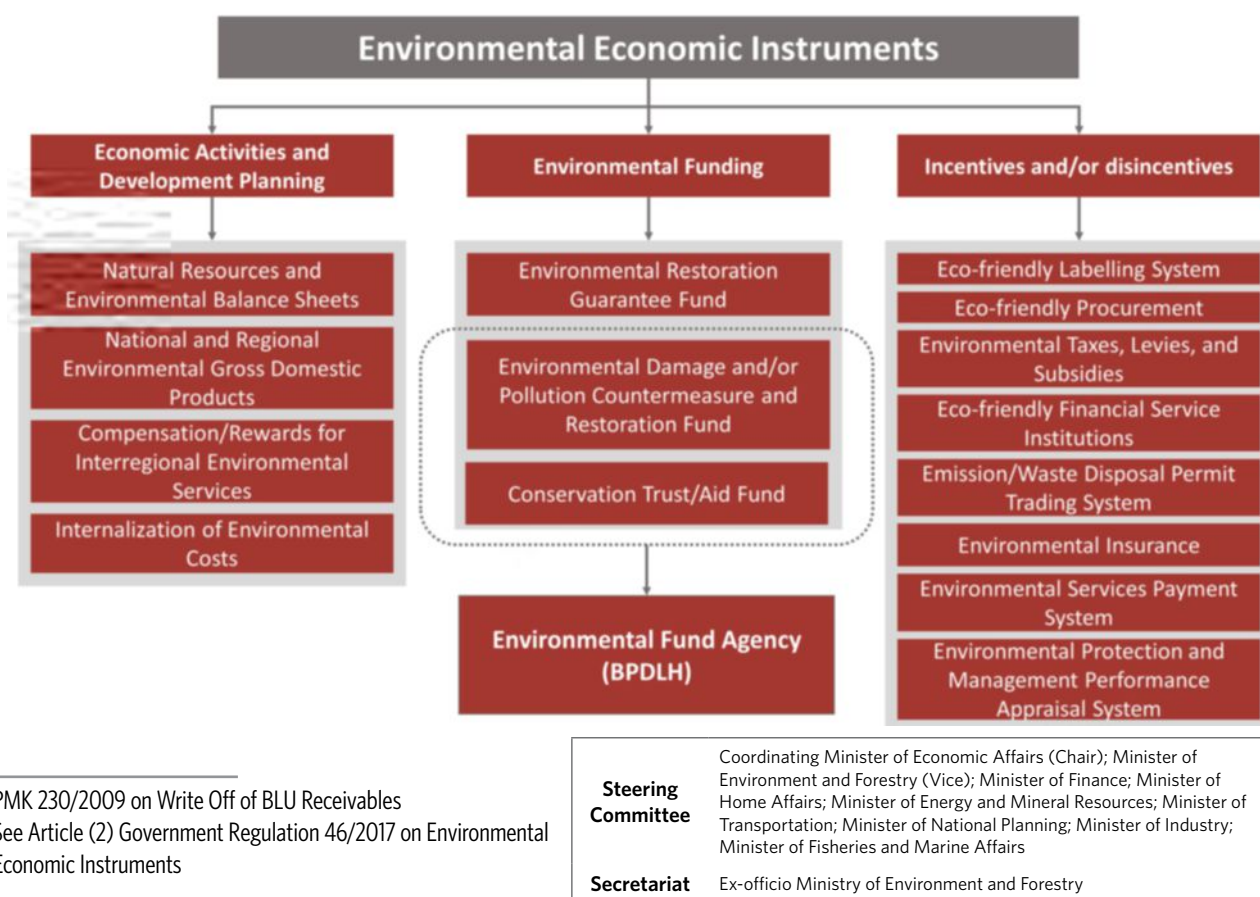 Environmental Economic Instruments
Economic Activities and
Development Planning
Natural Resources and
Environmental Balance Sheets
National and Regional
Environmental Gross Domestic
Products
Compensation/Rewards for
Interregional Environmental
Services
Internalization of Environmental
Costs
Environmental Funding
Environmental Restoration
Guarantee Fund
Environmental Damage and/or
Pollution Countermeasure and
Restoration Fund
Conservation Trust/Aid Fund
Environmental Fund Agency
(BPDLH)
Incentives and/or disincentives
Eco-friendly Labelling System
Eco-friendly Procurement
Environmental Taxes, Levies, and
Subsidies
Eco-friendly Financial Service
Institutions
Emission/Waste Disposal Permit
Trading System
Environmental Insurance
Environmental Services Payment
System
Environmental Protection and
Management Performance
Appraisal System
PMK 230/2009 on Write Off of BLU Receivables
See Article (2) Government Regulation 46/2017 on Environmental
Economic Instruments
Steering
Committee
Coordinating Minister of Economic Affairs (Chair); Minister of
Environment and Forestry (Vice); Minister of Finance; Minister of
Home Affairs; Minister of Energy and Mineral Resources; Minister of
Transportation; Minister of National Planning; Minister of Industry;
Minister of Fisheries and Marine Affairs
Secretariat
Ex-officio Ministry of Environment and Forestry